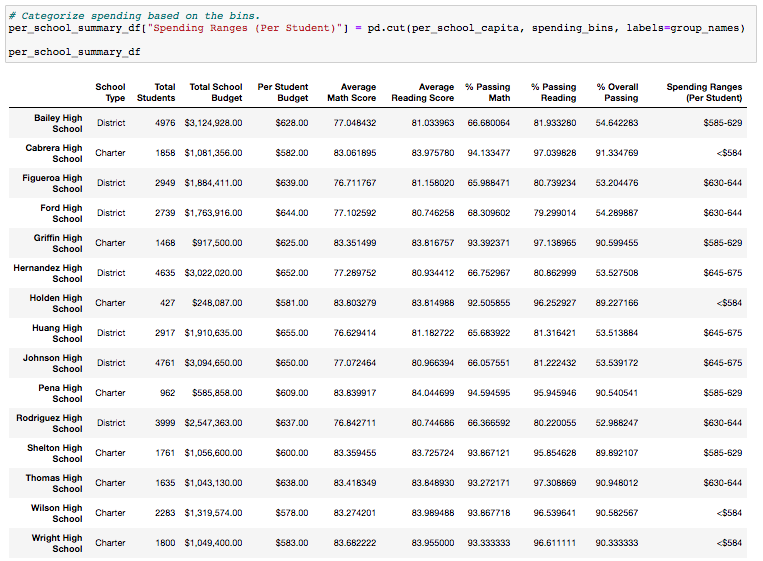 # Categorize spending based on the bins.
per_school_summary_df["Spending Ranges (Per Student)"] = pd.cut(per_school_capita, spending_bins, labels=group_names)
per_school_summary_df
School Type Total Students Total School Budget Per Student Budget Average Math Score Average Reading Score % Passing Math % Passing Reading % Overall Passing Spending Ranges (Per Student)
Bailey High School District 4976 $3,124,928.00 $628.00 77.048432 81.033963 66.680064 81.933280 54.642283 $585-629
Cabrera High School Charter 1858 $1,081,356.00 $582.00 83.061895 83.975780 94.133477 97.039828 91.334769 <$584
Figueroa High School District 2949 $1,884,411.00 $639.00 76.711767 81.158020 65.988471 80.739234 53.204476 $630-644
Ford High School District 2739 $1,763,916.00 $644.00 77.102592 80.746258 68.309602 79.299014 54.289887 $630-644
Griffin High School Charter 1468 $917,500.00 $625.00 83.351499 83.816757 93.392371 97.138965 90.599455 $585-629
Hernandez High School District 4635 $3,022,020.00 $652.00 77.289752 80.934412 66.752967 80.862999 53.527508 $645-675
Holden High School Charter 427 $248,087.00 $581.00 83.803279 83.814988 92.505855 96.252927 89.227166 <$584
Huang High School District 2917 $1,910,635.00 $655.00 76.629414 81.182722 65.683922 81.316421 53.513884 $645-675
Johnson High School District 4761 $3,094,650.00 $650.00 77.072464 80.966394 66.057551 81.222432 53.539172 $645-675
Pena High School Charter 962 $585,858.00 $609.00 83.839917 84.044699 94.594595 95.945946 90.540541 $585-629
Rodriguez High School District 3999 $2,547,363.00 $637.00 76.842711 80.744686 66.366592 80.220055 52.988247 $630-644
Shelton High School Charter 1761 $1,056,600.00 $600.00 83.359455 83.725724 93.867121 95.854628 89.892107 $585-629
Thomas High School Charter 1635 $1,043,130.00 $638.00 83.418349 83.848930 93.272171 97.308869 90.948012 $630-644
Wilson High School Charter 2283 $1,319,574.00 $578.00 83.274201 83.989488 93.867718 96.539641 90.582567 <$584
Wright High School Charter 1800 $1,049,400.00 $583.00 83.682222 83.955000 93.333333 96.611111 90.333333 <$584